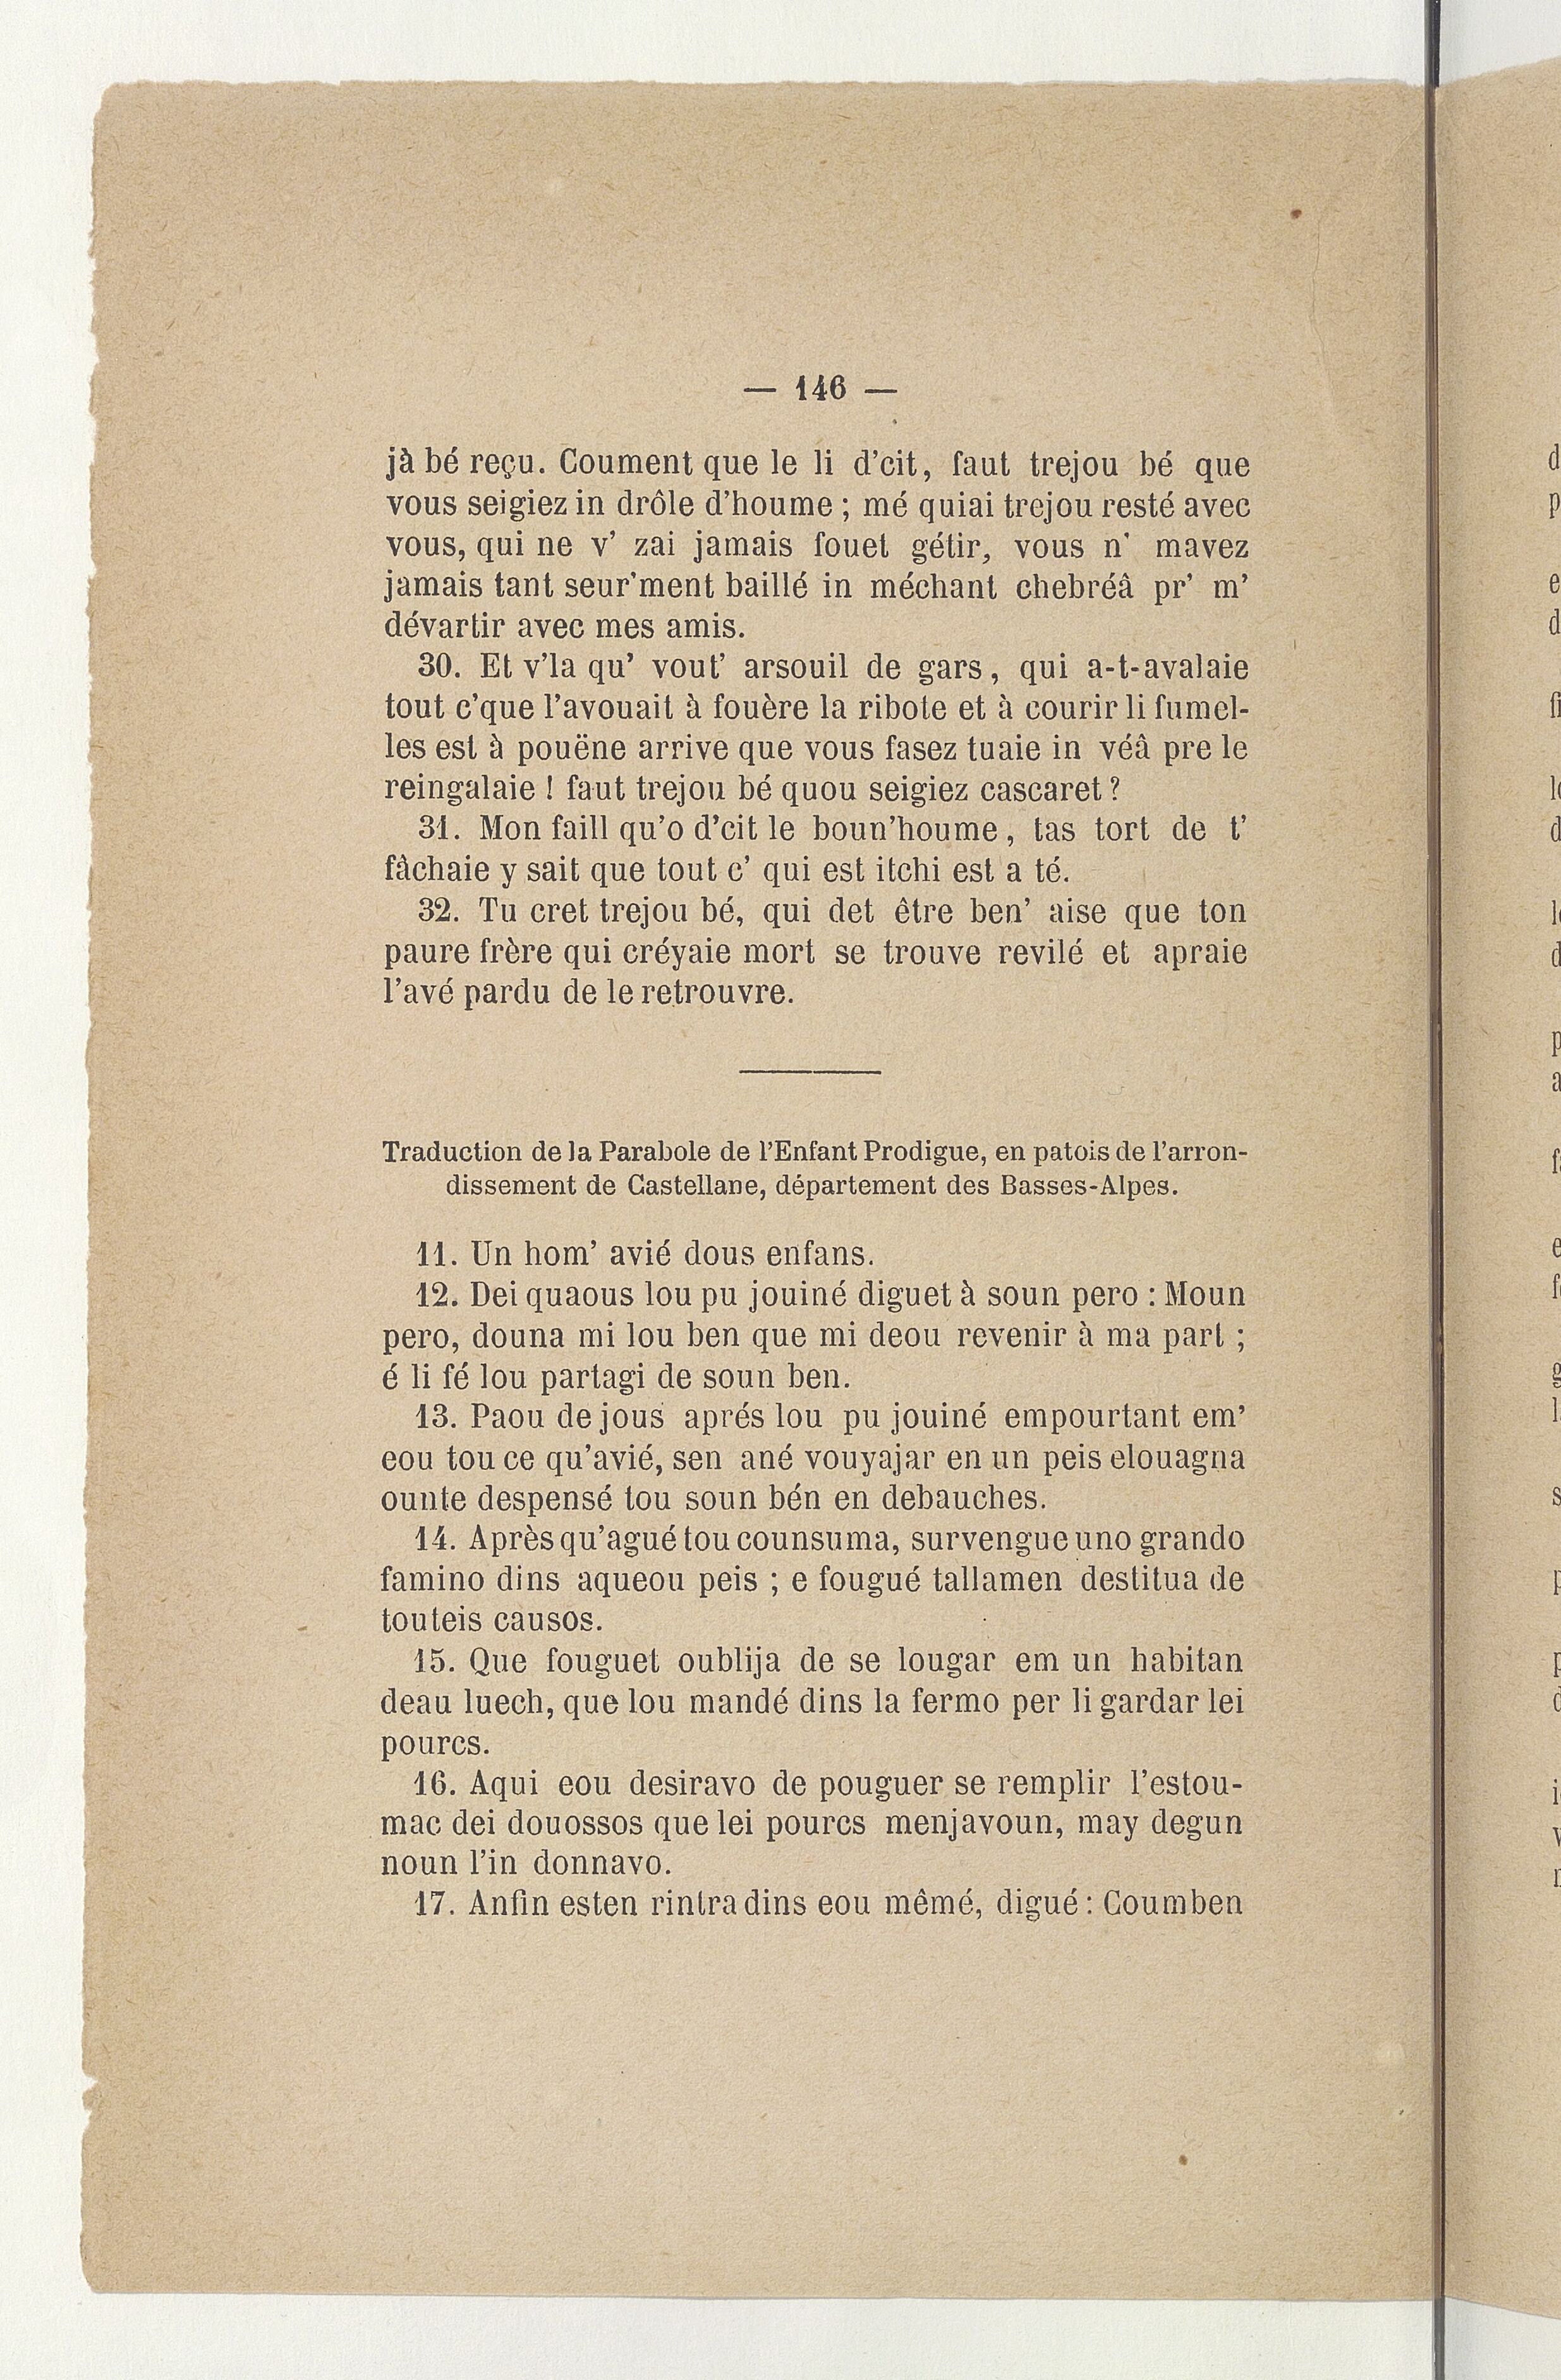 — 146 —
jà bé reçu. Coument que le li d'cit, faut trejou bé que
vous seigiez in drôle d'houme ; mé quiai trejou resté avec
vous, qui ne v' zai jamais fouet gétir, vous n' mavez
jamais tant seur'ment baillé in méchant chebréâ pr' m'
dévartir avec mes amis.
30. Et v'la qu' vout' arsouil de gars, qui a-t-avalaie
tout c'que l'avouait à fouère la ribote et à courir li fumel-
les est à pouëne arrive que vous fasez tuaie in véâ pre le
reingalaie ! faut trejou bé quou seigiez cascaret ?
31. Mon faill qu'o d'cit le boun'houme, tas tort de t'
fâchaie y sait que tout c' qui est itchi est a té.
32. Tu cret trejou bé, qui det être ben' aise que ton
paure frère qui créyaie mort se trouve revilé et apraie
l'avé pardu de le retrouvre.
Traduction de la Parabole de l'Enfant Prodigue, en patois de l'arron-
dissement de Castellane, département des Basses-Alpes.
11. Un hom' avié dous enfans.
12. Dei quaous lou pu jouiné diguet à soun pero : Moun
pero, douna mi lou ben que mi deou revenir à ma part ;
é li fé lou partagi de soun ben.
13. Paou de jous aprés lou pu jouiné empourtant em'
eou tou ce qu'avié, sen ané vouyajar en un peis elouagna
ounte despensé tou soun bén en debauches.
14. Après qu'agué tou counsuma, survengue uno grando
famino dins aqueou peis ; e fougué tallamen destitua de
touteis causos.
15. Que fouguet oublija de se lougar em un habitan
deau luech, que lou mandé dins la fermo per li gardar lei
pourcs.
16. Aqui eou desiravo de pouguer se remplir l'estou-
mac dei douossos que lei pourcs menjavoun, may degun
noun l'in donnavo.
17. Anfin esten rintra dins eou mêmé, digué : Coumben